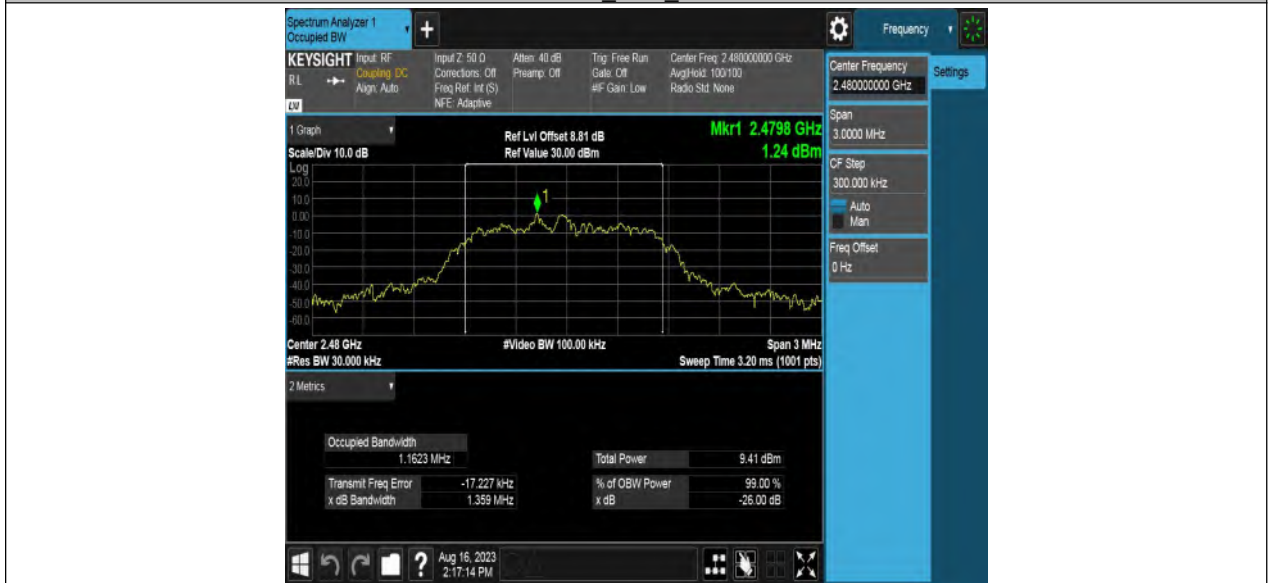 Spectrum Analyzer 1
Occupied BW
+
Frequency
KEYSIGHT
Input: RF
Coupling: DC
Align: Auto
RL
Input Z: 50 Ω
Corrections: Off
Freq Ref: Int (S)
NFE: Adaptive
Atten: 40 dB
Preamp: Off
Trig: Free Run
Gate: Off
#IF Gain: Low
Center Freq: 2.480000000 GHz
Avg|Hold: 100/100
Radio Std: None
Center Frequency
2.480000000 GHz
Settings
Span
3.0000 MHz
CF Step
300.000 kHz
Auto
Man
Freq Offset
0 Hz
1 Graph
Ref Lvl Offset 8.81 dB
Mkr1 2.4798 GHz
Scale/Div 10.0 dB
Ref Value 30.00 dBm
1.24 dBm
Log
20.0
10.0
0.00
-10.0
-20.0
-30.0
-40.0
-50.0
-60.0
1
Center 2.48 GHz
#Video BW 100.00 kHz
Span 3 MHz
#Res BW 30.000 kHz
Sweep Time 3.20 ms (1001 pts)
2 Metrics
Occupied Bandwidth
1.1623 MHz
Total Power 9.41 dBm
Transmit Freq Error -17.227 kHz
% of OBW Power 99.00 %
x dB Bandwidth 1.359 MHz
x dB -26.00 dB
?
Aug 16, 2023
2:17:14 PM